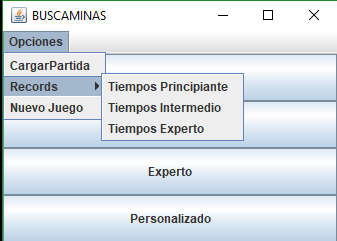 BUSCAMINAS
Opciones
CargarPartida
Records
Nuevo Juego
Tiempos Principiante
Tiempos Intermedio
Tiempos Experto
Experto
Personalizado